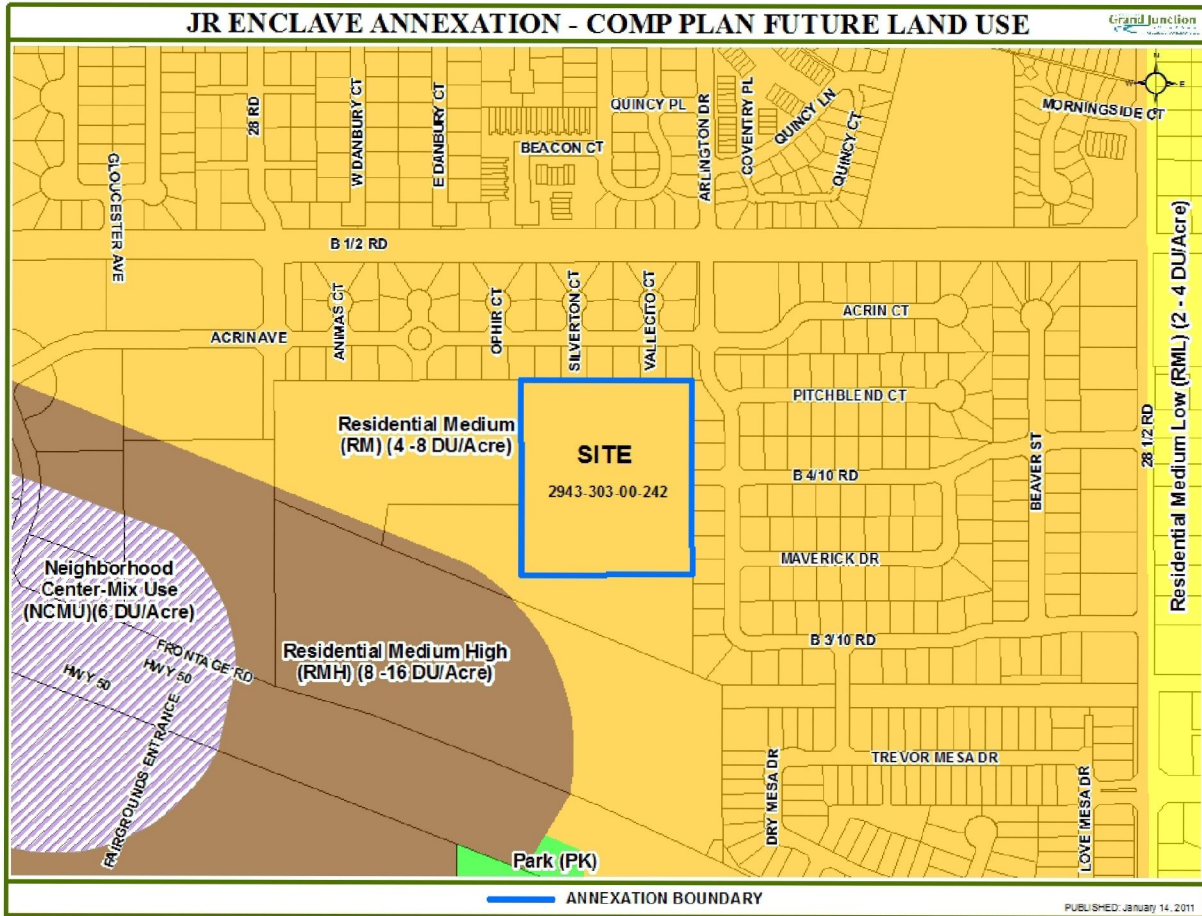 JR ENCLAVE ANNEXATION - COMP PLAN FUTURE LAND USE
Grand Junction
N
W
E
QUINCY PL
QUINCY LN
MORNINGSIDE CT
28 RD
W DANBURY CT
E DANBURY CT
ARLINGTON DR
COVENTRY PL
QUINCY CT
BEACON CT
GLOUCESTER AVE
B 1/2 RD
ANIMAS CT
OPHIR CT
SILVERTON CT
VALLECITO CT
ACRIN CT
ACRIN AVE
PITCHBLEND CT
Residential Medium
(RM) (4 -8 DU/Acre)
SITE
2943-303-00-242
B 4/10 RD
BEAVER ST
28 1/2 RD
Residential Medium Low (RML) (2 - 4 DU/Acre)
MAVERICK DR
Neighborhood
Center-Mix Use
(NCMU)(6 DU/Acre)
B 3/10 RD
Residential Medium High
(RMH) (8 -16 DU/Acre)
FRONTAGE RD
HWY 50
HWY 50
FAIRGROUNDS ENTRANCE
TREVOR MESA DR
DRY MESA DR
LOVE MESA DR
Park (PK)
ANNEXATION BOUNDARY
PUBLISHED: January 14, 2011